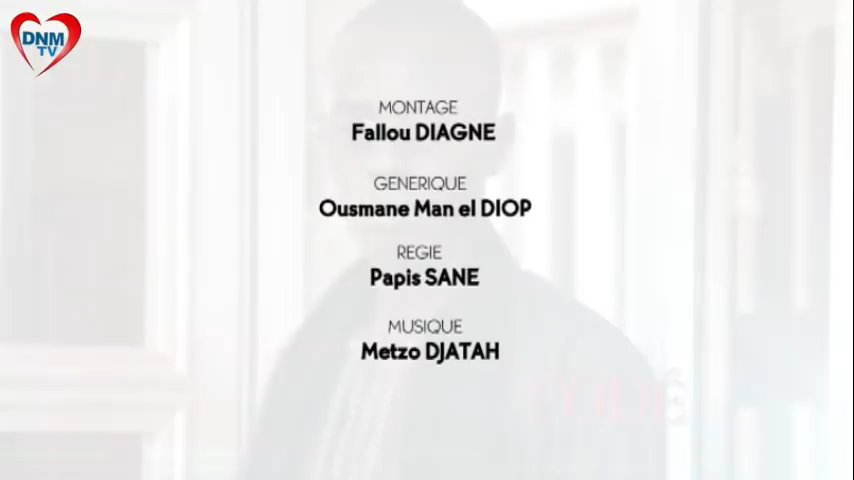 DNM
TV
MONTAGE
Fallou DIAGNE
GENERIQUE
Ousmane Man el DIOP
REGIE
Papis SANE
MUSIQUE
Metzo DJATAH